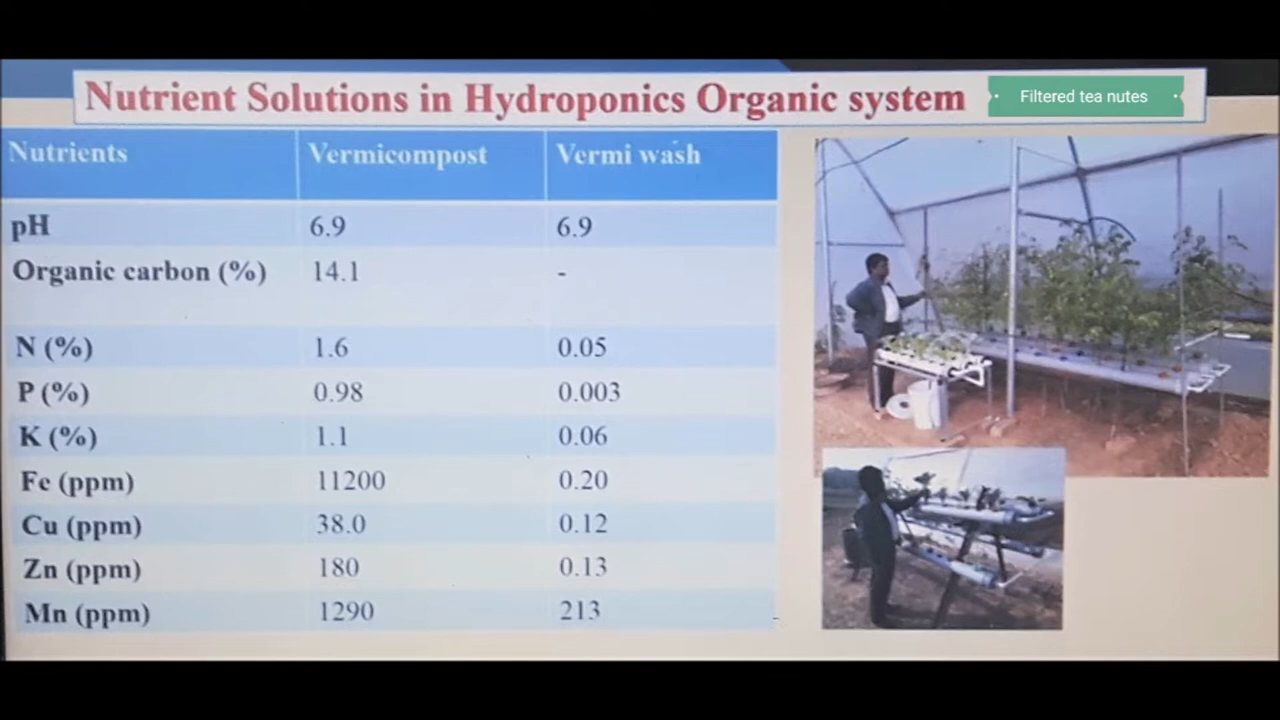 Nutrient Solutions in Hydroponics Organic system
Filtered tea nutes
Nutrients Vermicompost Vermi wash
pH 6.9 6.9
Organic carbon (%) 14.1 -
N (%) 1.6 0.05
P (%) 0.98 0.003
K (%) 1.1 0.06
Fe (ppm) 11200 0.20
Cu (ppm) 38.0 0.12
Zn (ppm) 180 0.13
Mn (ppm) 1290 213